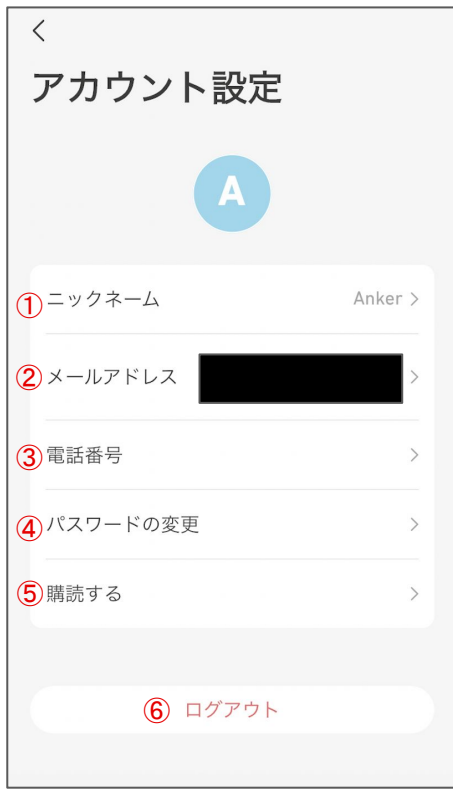 アカウント設定
A
①ニックネーム Anker
②メールアドレス
③電話番号
④パスワードの変更
⑤購読する
⑥ログアウト